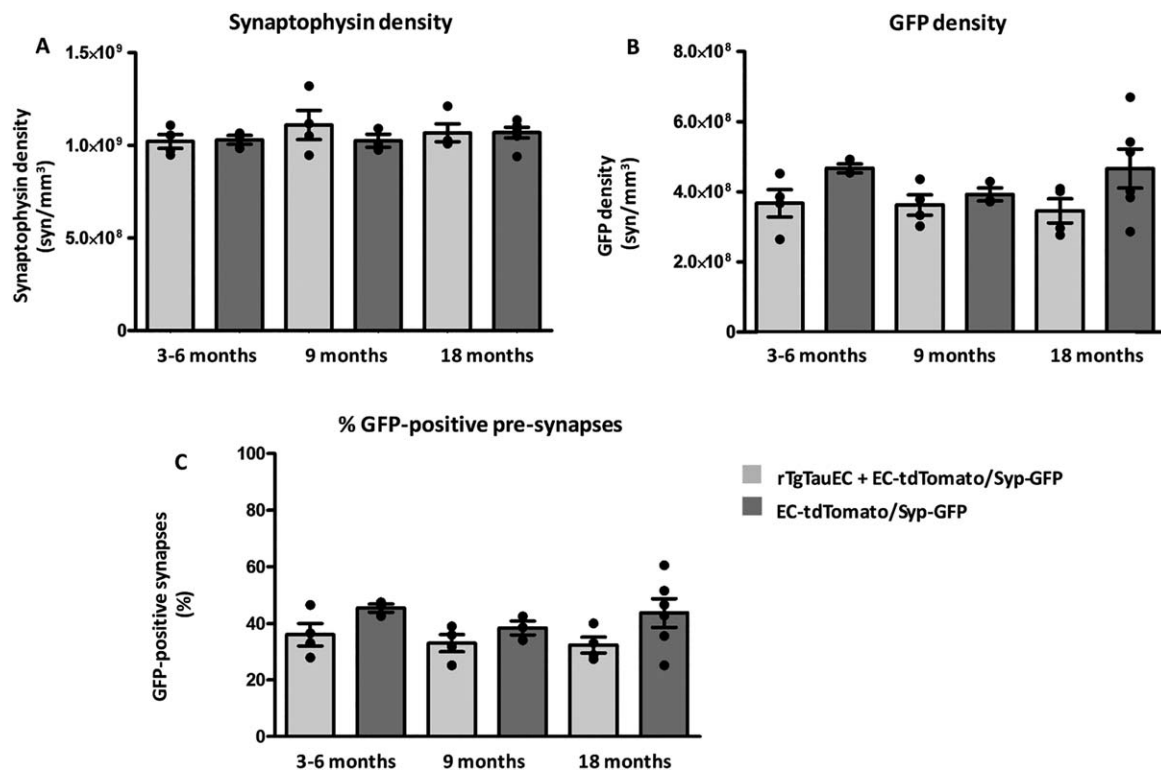 Synaptophysin density
A
1.5×10⁹
1.0×10⁹
5.0×10⁸
0
Synaptophysin density
(syn/mm³)
3-6 months
9 months
18 months
GFP density
B
8.0×10⁸
6.0×10⁸
4.0×10⁸
2.0×10⁸
0
GFP density
(syn/mm³)
3-6 months
9 months
18 months
% GFP-positive pre-synapses
C
100
80
60
40
20
0
GFP-positive synapses
(%)
3-6 months
9 months
18 months
rTgTauEC + EC-tdTomato/Syp-GFP
EC-tdTomato/Syp-GFP